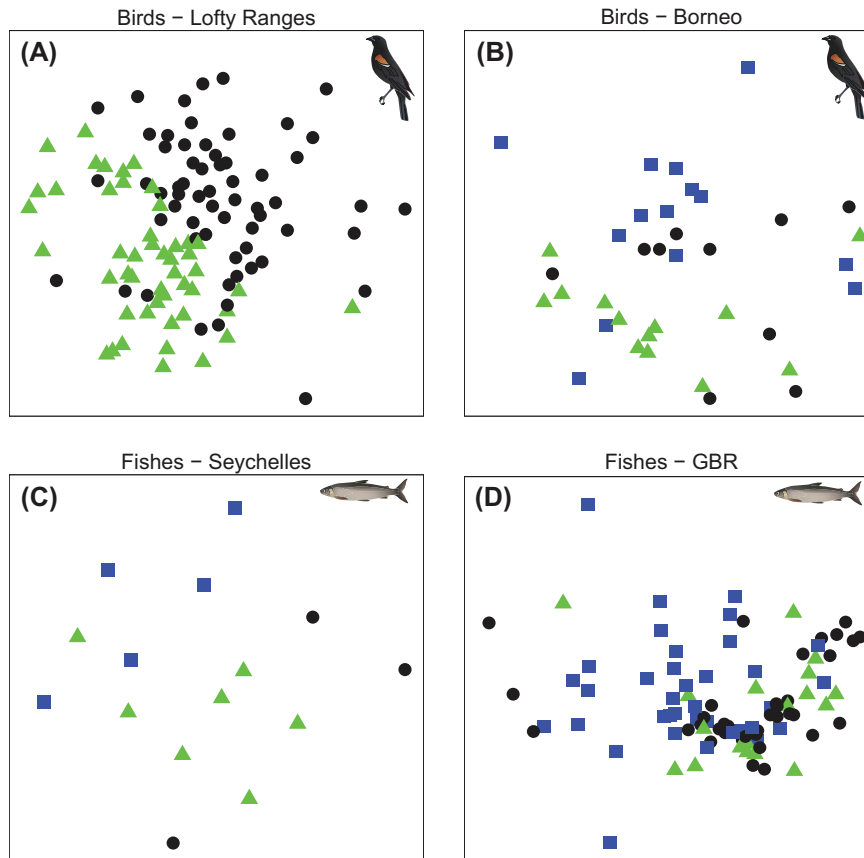 Birds − Lofty Ranges
(A)
Birds − Borneo
(B)
Fishes − Seychelles
(C)
Fishes − GBR
(D)